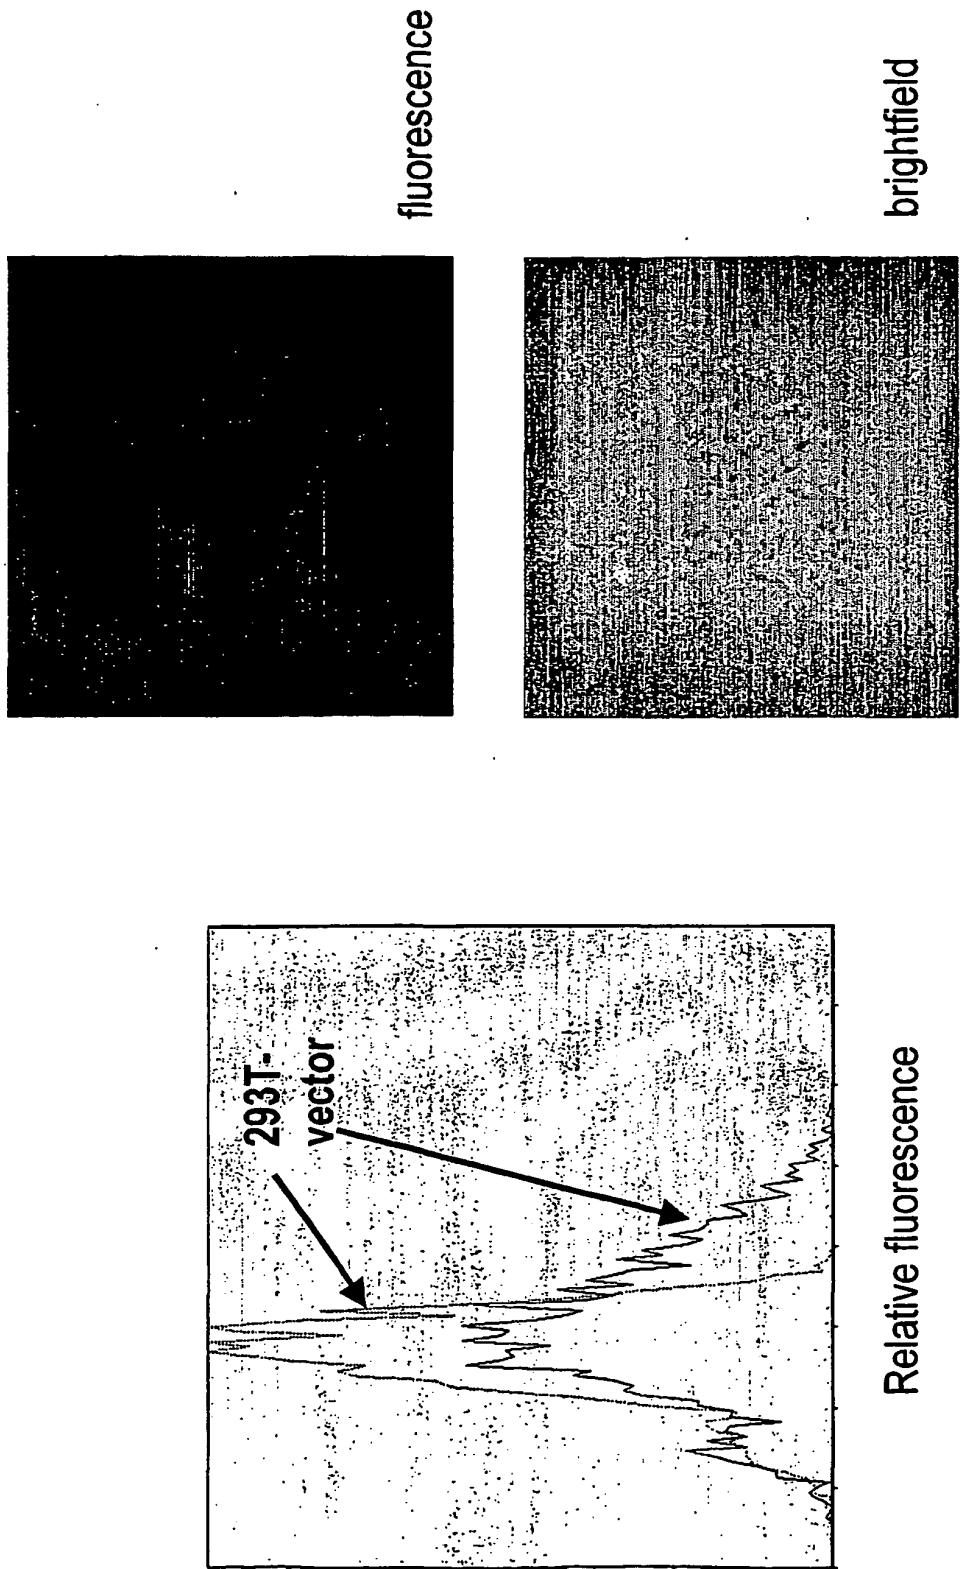 fluorescence
brightfield
293T-
vector
Relative fluorescence